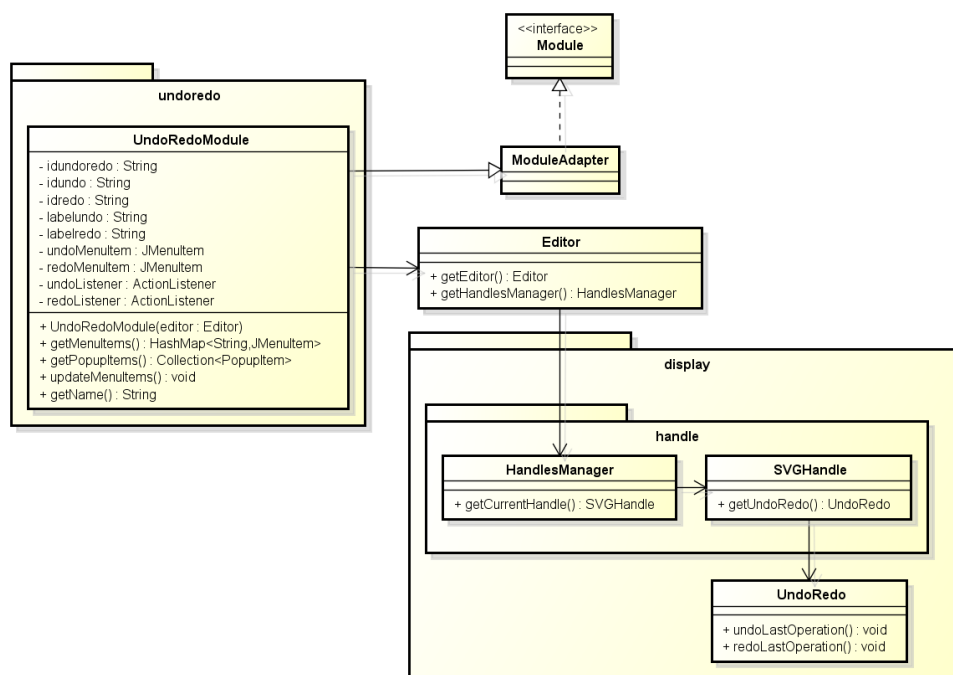 <<interface>>
Module
undoredo
UndoRedoModule
- idundoredo : String
- idundo : String
- idredo : String
- labelundo : String
- labelredo : String
- undoMenuItem : JMenuItem
- redoMenuItem : JMenuItem
- undoListener : ActionListener
- redoListener : ActionListener
+ UndoRedoModule(editor : Editor)
+ getMenuItems() : HashMap<String,JMenuItem>
+ getPopupItems() : Collection<PopupItem>
+ updateMenuItems() : void
+ getName() : String
ModuleAdapter
Editor
+ getEditor() : Editor
+ getHandlesManager() : HandlesManager
display
handle
HandlesManager
+ getCurrentHandle() : SVGHandle
SVGHandle
+ getUndoRedo() : UndoRedo
UndoRedo
+ undoLastOperation() : void
+ redoLastOperation() : void